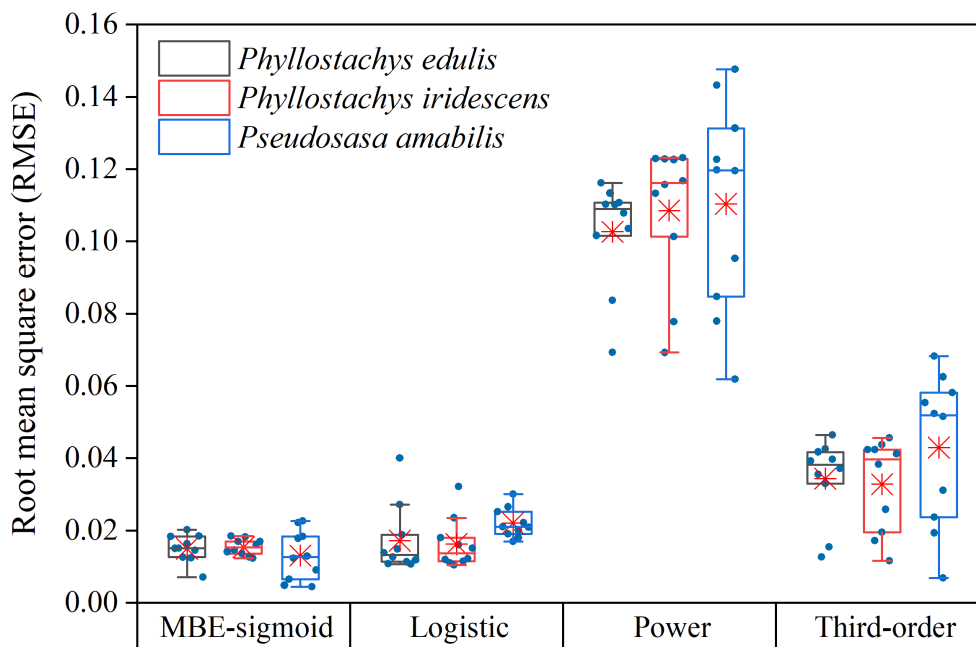 Root mean square error (RMSE)
0.16
0.14
0.12
0.10
0.08
0.06
0.04
0.02
0.00
Phyllostachys edulis
Phyllostachys iridescens
Pseudosasa amabilis
MBE-sigmoid
Logistic
Power
Third-order